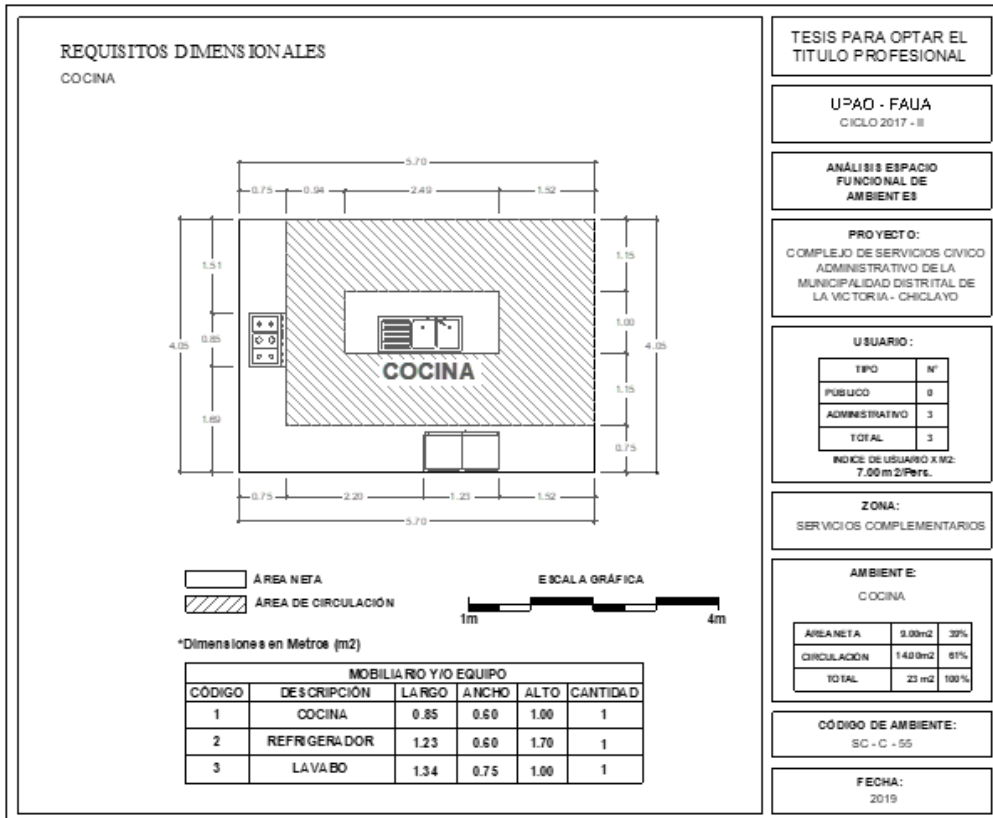 REQUISITOS DIMENSIONALES
COCINA
5.70
0.75 0.94 2.49 1.52
4.05
1.51
0.85
1.69
1.15
1.00
1.15
0.75
4.05
COCINA
0.75 2.20 1.23 1.52
5.70
ÁREA NETA
ÁREA DE CIRCULACIÓN
ESCALA GRÁFICA
1m 4m
*Dimensiones en Metros (m2)
MOBILIARIO Y/O EQUIPO
CÓDIGO DESCRIPCIÓN LARGO ANCHO ALTO CANTIDAD
1 COCINA 0.85 0.60 1.00 1
2 REFRIGERADOR 1.23 0.60 1.70 1
3 LAVABO 1.34 0.75 1.00 1
TESIS PARA OPTAR EL
TITULO PROFESIONAL
UPAO - FAUA
CICLO 2017 - II
ANÁLISIS ESPACIO
FUNCIONAL DE
AMBIENTES
PROYECTO:
COMPLEJO DE SERVICIOS CIVICO
ADMINISTRATIVO DE LA
MUNICIPALIDAD DISTRITAL DE
LA VICTORIA - CHICLAYO
USUARIO:
TIPO N°
PÚBLICO 0
ADMINISTRATIVO 3
TOTAL 3
INDICE DE USUARIO X M2:
7.00 m2/Pers.
ZONA:
SERVICIOS COMPLEMENTARIOS
AMBIENTE:
COCINA
AREA NETA 9.00m2 39%
CIRCULACIÓN 14.00m2 61%
TOTAL 23 m2 100%
CÓDIGO DE AMBIENTE:
SC - C - 55
FECHA:
2019